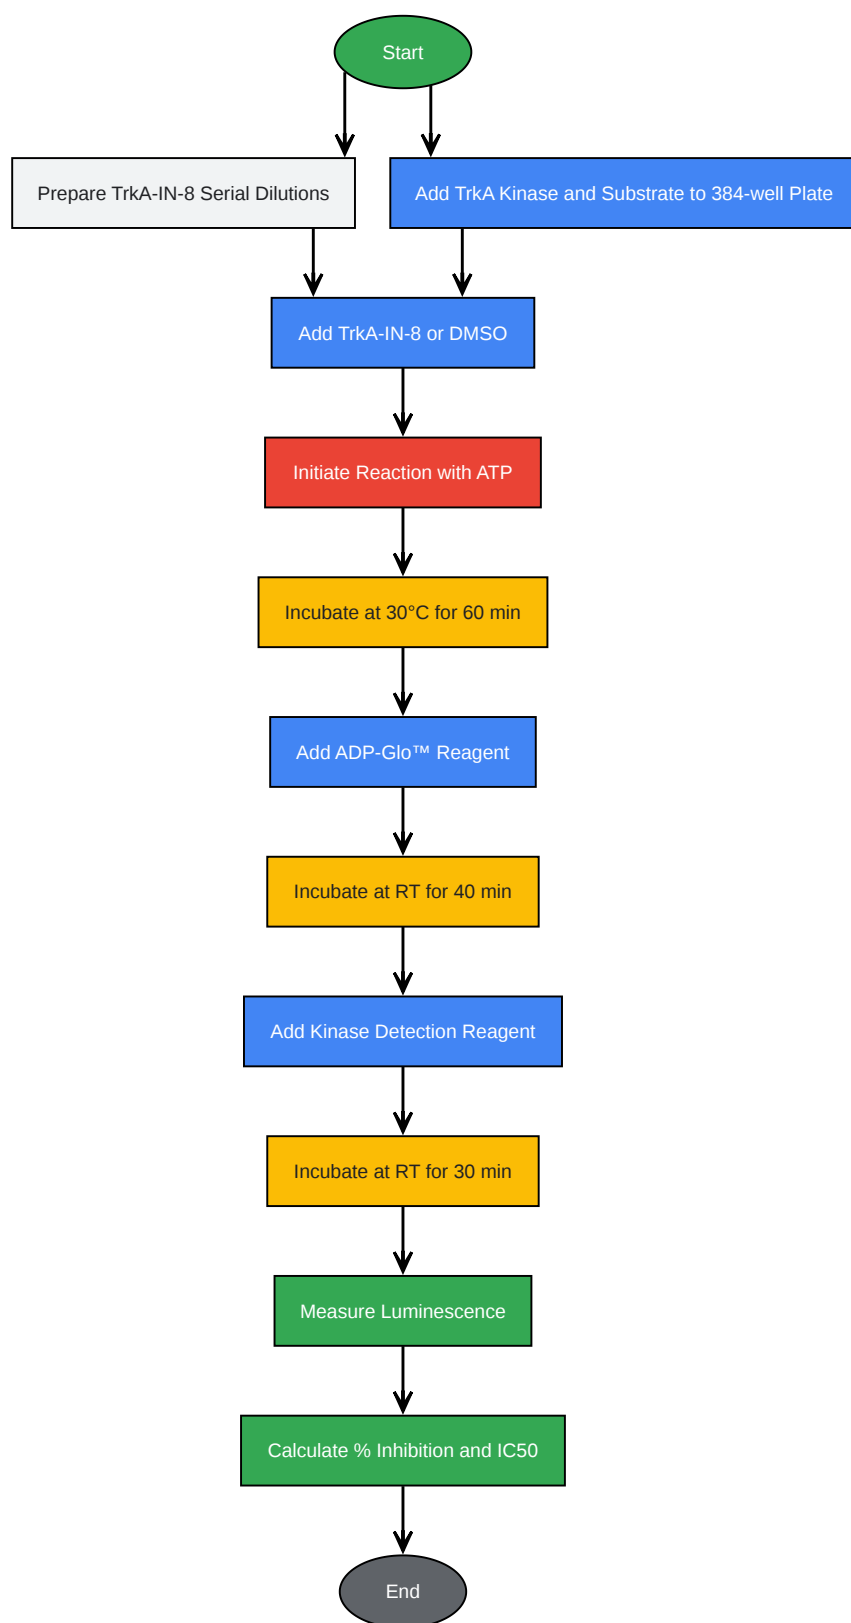 Start
Prepare TrkA-IN-8 Serial Dilutions
Add TrkA Kinase and Substrate to 384-well Plate
Add TrkA-IN-8 or DMSO
Initiate Reaction with ATP
Incubate at 30°C for 60 min
Add ADP-Glo™ Reagent
Incubate at RT for 40 min
Add Kinase Detection Reagent
Incubate at RT for 30 min
Measure Luminescence
Calculate % Inhibition and IC50
End